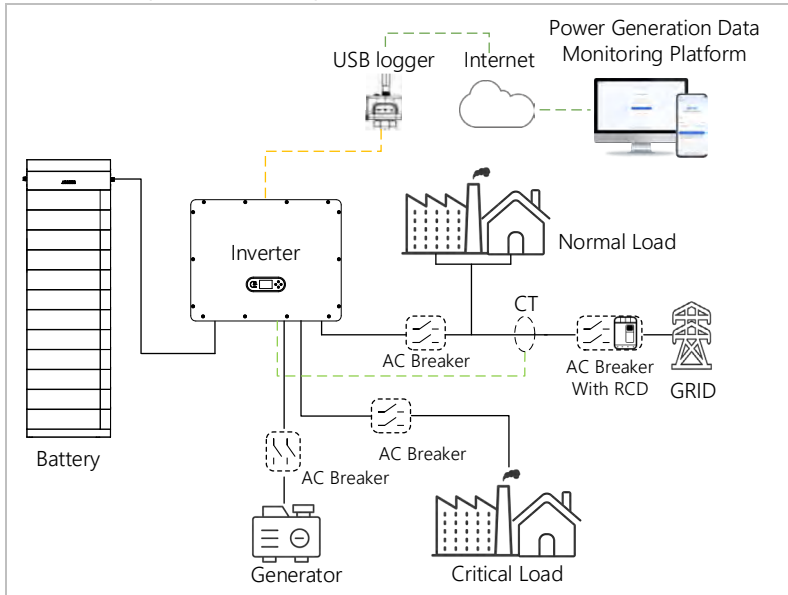 Power Generation Data
Monitoring Platform
USB logger
Internet
Inverter
Normal Load
CT
AC Breaker
AC Breaker
With RCD
GRID
Battery
AC Breaker
AC Breaker
Generator
Critical Load